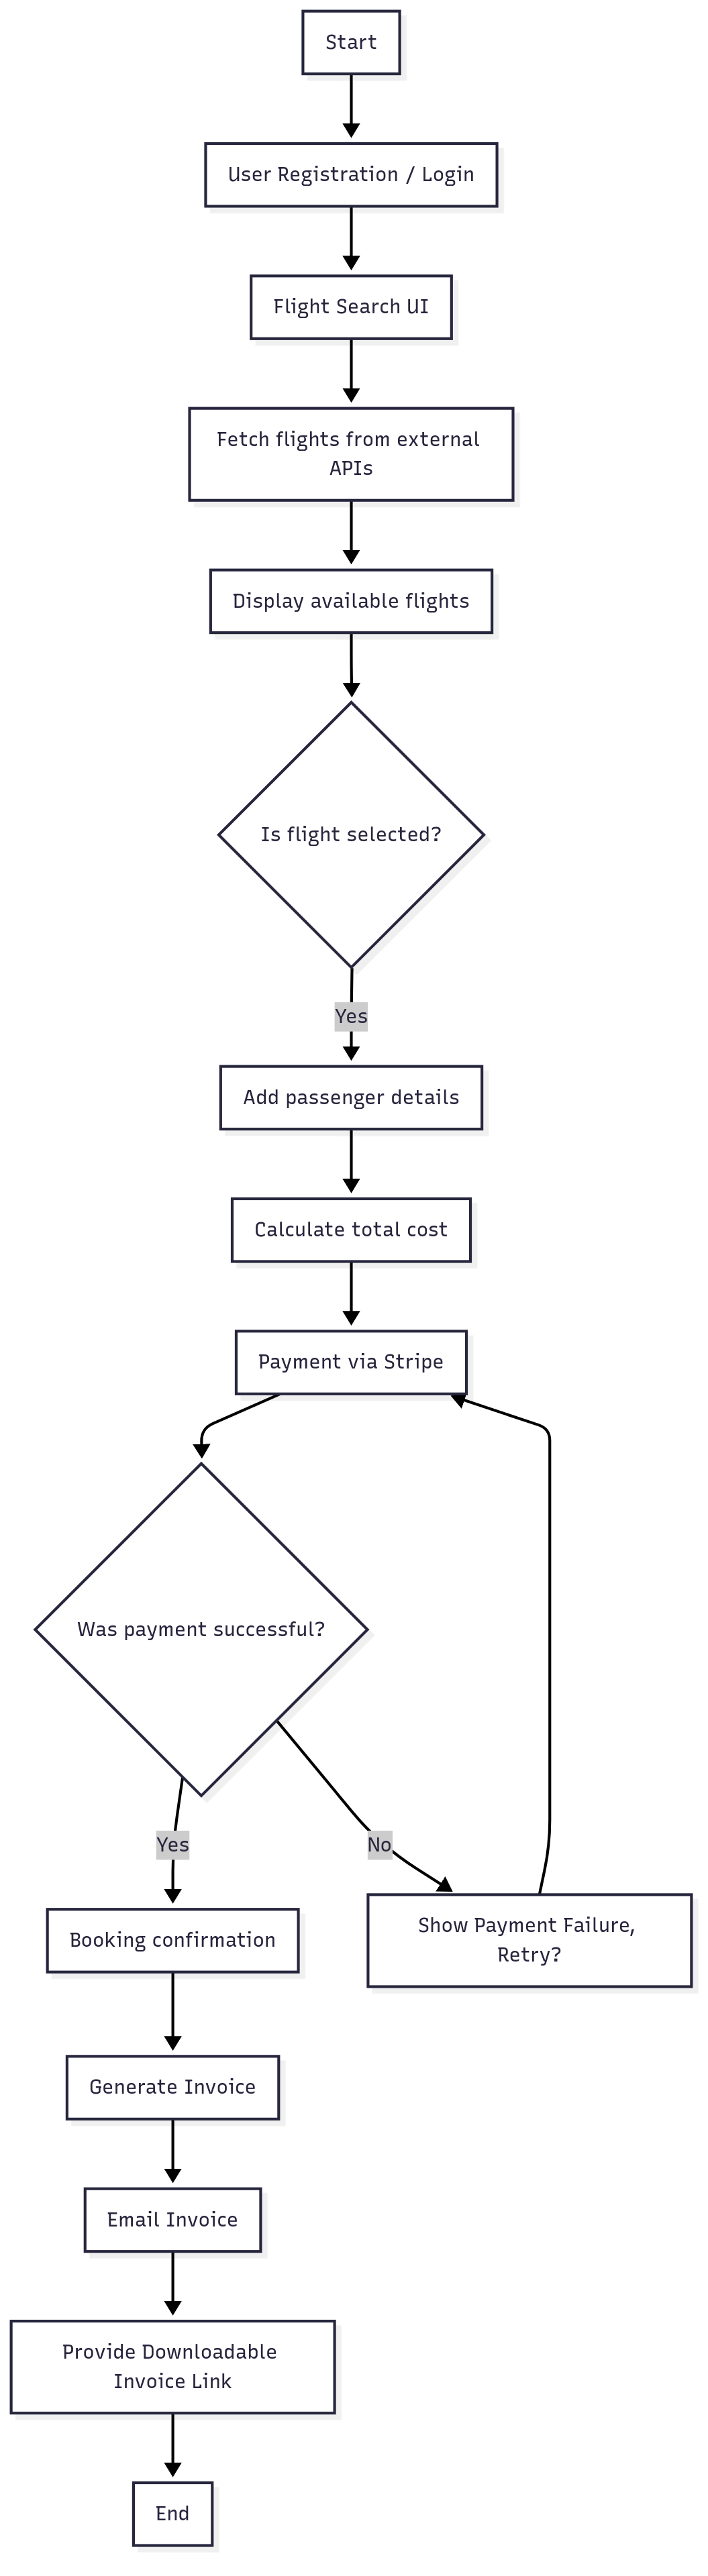 Start
User Registration / Login
Flight Search UI
Fetch flights from external
APIs
Display available flights
Is flight selected?
Yes
Add passenger details
Calculate total cost
Payment via Stripe
Was payment successful?
Yes
No
Booking confirmation
Show Payment Failure,
Retry?
Generate Invoice
Email Invoice
Provide Downloadable
Invoice Link
End